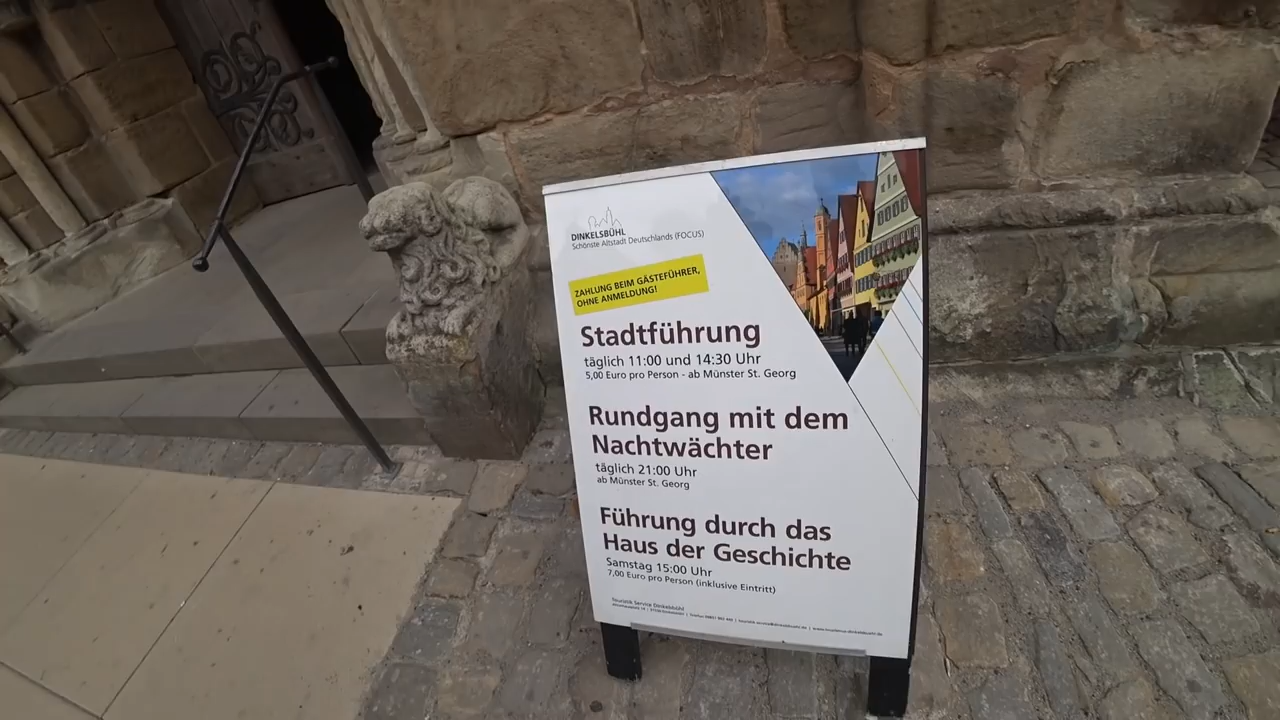 DINKELSBÜHL
Schönste Altstadt Deutschlands (FOCUS)
ZAHLUNG BEIM GÄSTEFÜHRER,
OHNE ANMELDUNG!
Stadtführung
täglich 11:00 und 14:30 Uhr
5,00 Euro pro Person - ab Münster St. Georg
Rundgang mit dem
Nachtwächter
täglich 21:00 Uhr
ab Münster St. Georg
Führung durch das
Haus der Geschichte
Samstag 15:00 Uhr
7,00 Euro pro Person (inklusive Eintritt)
Touristik Service Dinkelsbühl